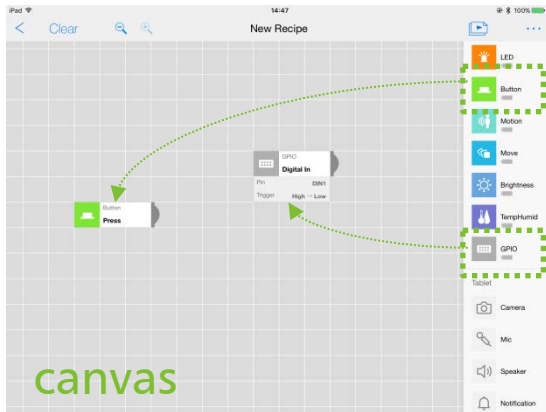 iPad 14:47 100%
Clear New Recipe ...
LED
Button
Motion
Move
Brightness
TempHumid
GPIO
Tablet
Camera
Mic
Speaker
Notification
GPIO
Digital In
Pin DIN1
Trigger High → Low
Button
Press
canvas